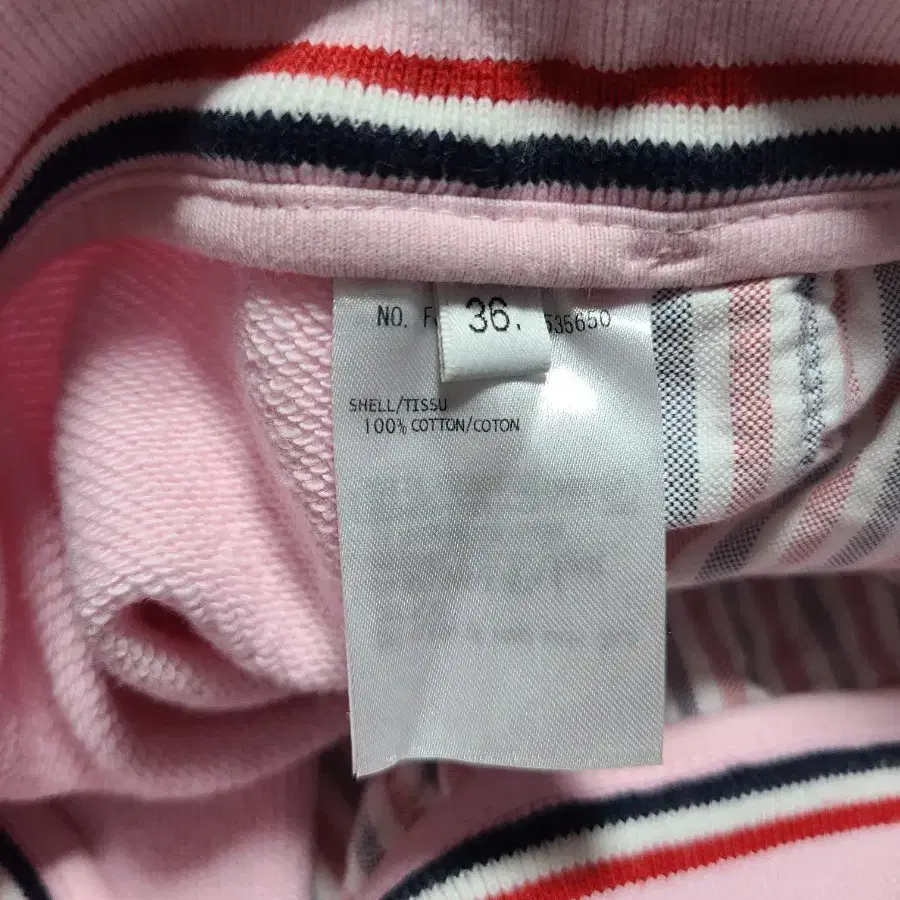 NO. F
36.
535650
SHELL/TISSU
100% COTTON/COTON